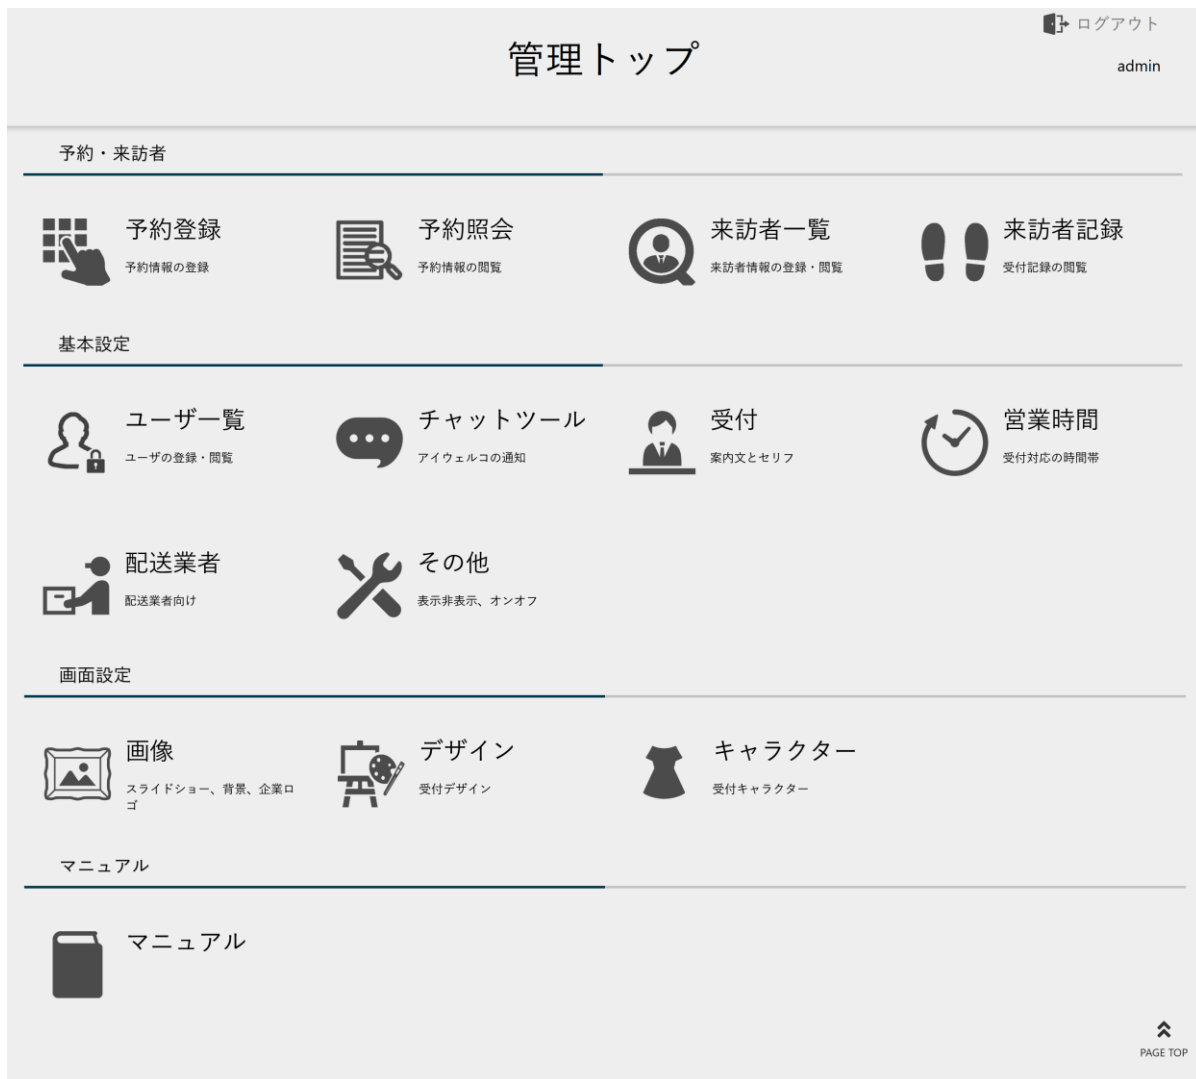 ログアウト
管理トップ
admin
予約・来訪者
予約登録
予約情報の登録
予約照会
予約情報の閲覧
来訪者一覧
来訪者情報の登録・閲覧
来訪者記録
受付記録の閲覧
基本設定
ユーザ一覧
ユーザの登録・閲覧
チャットツール
アイウェルコの通知
受付
案内文とセリフ
営業時間
受付対応の時間帯
配送業者
配送業者向け
その他
表示非表示、オンオフ
画面設定
画像
スライドショー、背景、企業ロ
ゴ
デザイン
受付デザイン
キャラクター
受付キャラクター
マニュアル
マニュアル
PAGE TOP